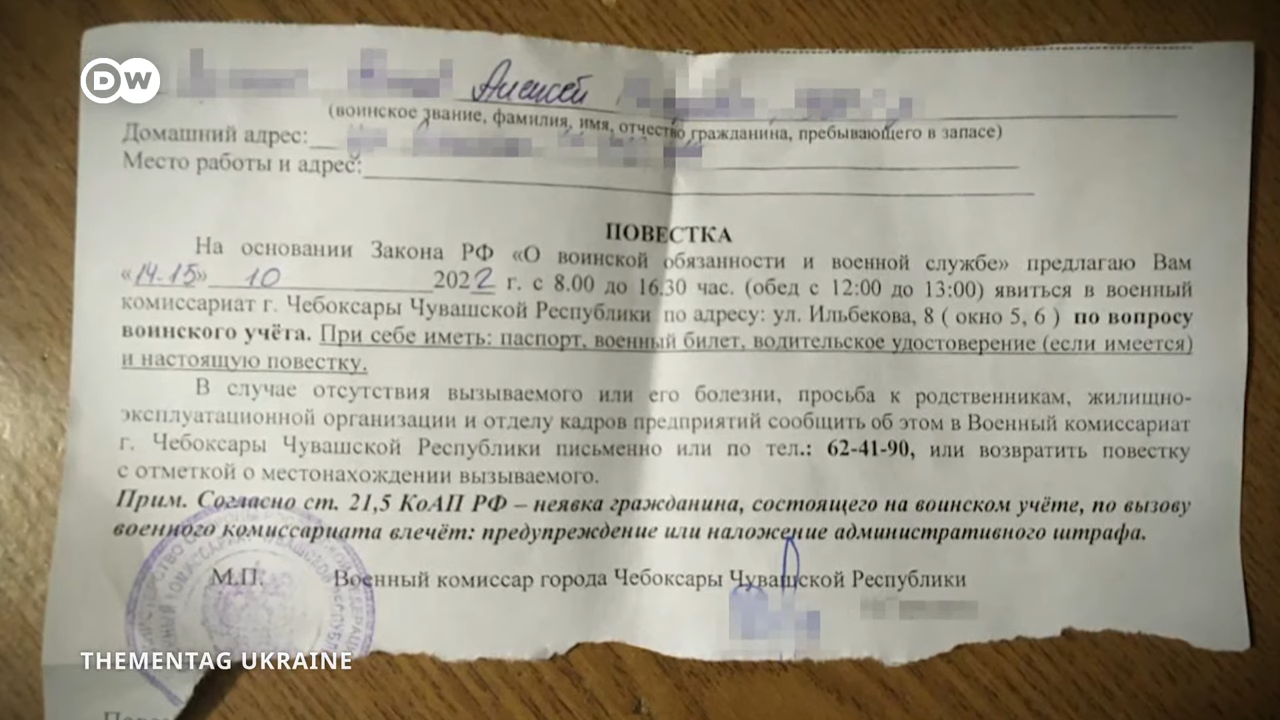 DW
Алексей
(воинское звание, фамилия, имя, отчество гражданина, пребывающего в запасе)
Домашний адрес:
Место работы и адрес:
ПОВЕСТКА
На основании Закона РФ «О воинской обязанности и военной службе» предлагаю Вам
«14-15» 10 2022 г. с 8.00 до 16.30 час. (обед с 12:00 до 13:00) явиться в военный
комиссариат г. Чебоксары Чувашской Республики по адресу: ул. Ильбекова, 8 ( окно 5, 6 ) по вопросу
воинского учёта. При себе иметь: паспорт, военный билет, водительское удостоверение (если имеется)
и настоящую повестку.
В случае отсутствия вызываемого или его болезни, просьба к родственникам, жилищно-
эксплуатационной организации и отделу кадров предприятий сообщить об этом в Военный комиссариат
г. Чебоксары Чувашской Республики письменно или по тел.: 62-41-90, или возвратить повестку
с отметкой о местонахождении вызываемого.
Прим. Согласно ст. 21,5 КоАП РФ – неявка гражданина, состоящего на воинском учёте, по вызову
военного комиссариата влечёт: предупреждение или наложение административного штрафа.
М.П. Военный комиссар города Чебоксары Чувашской Республики
THEMENTAG UKRAINE